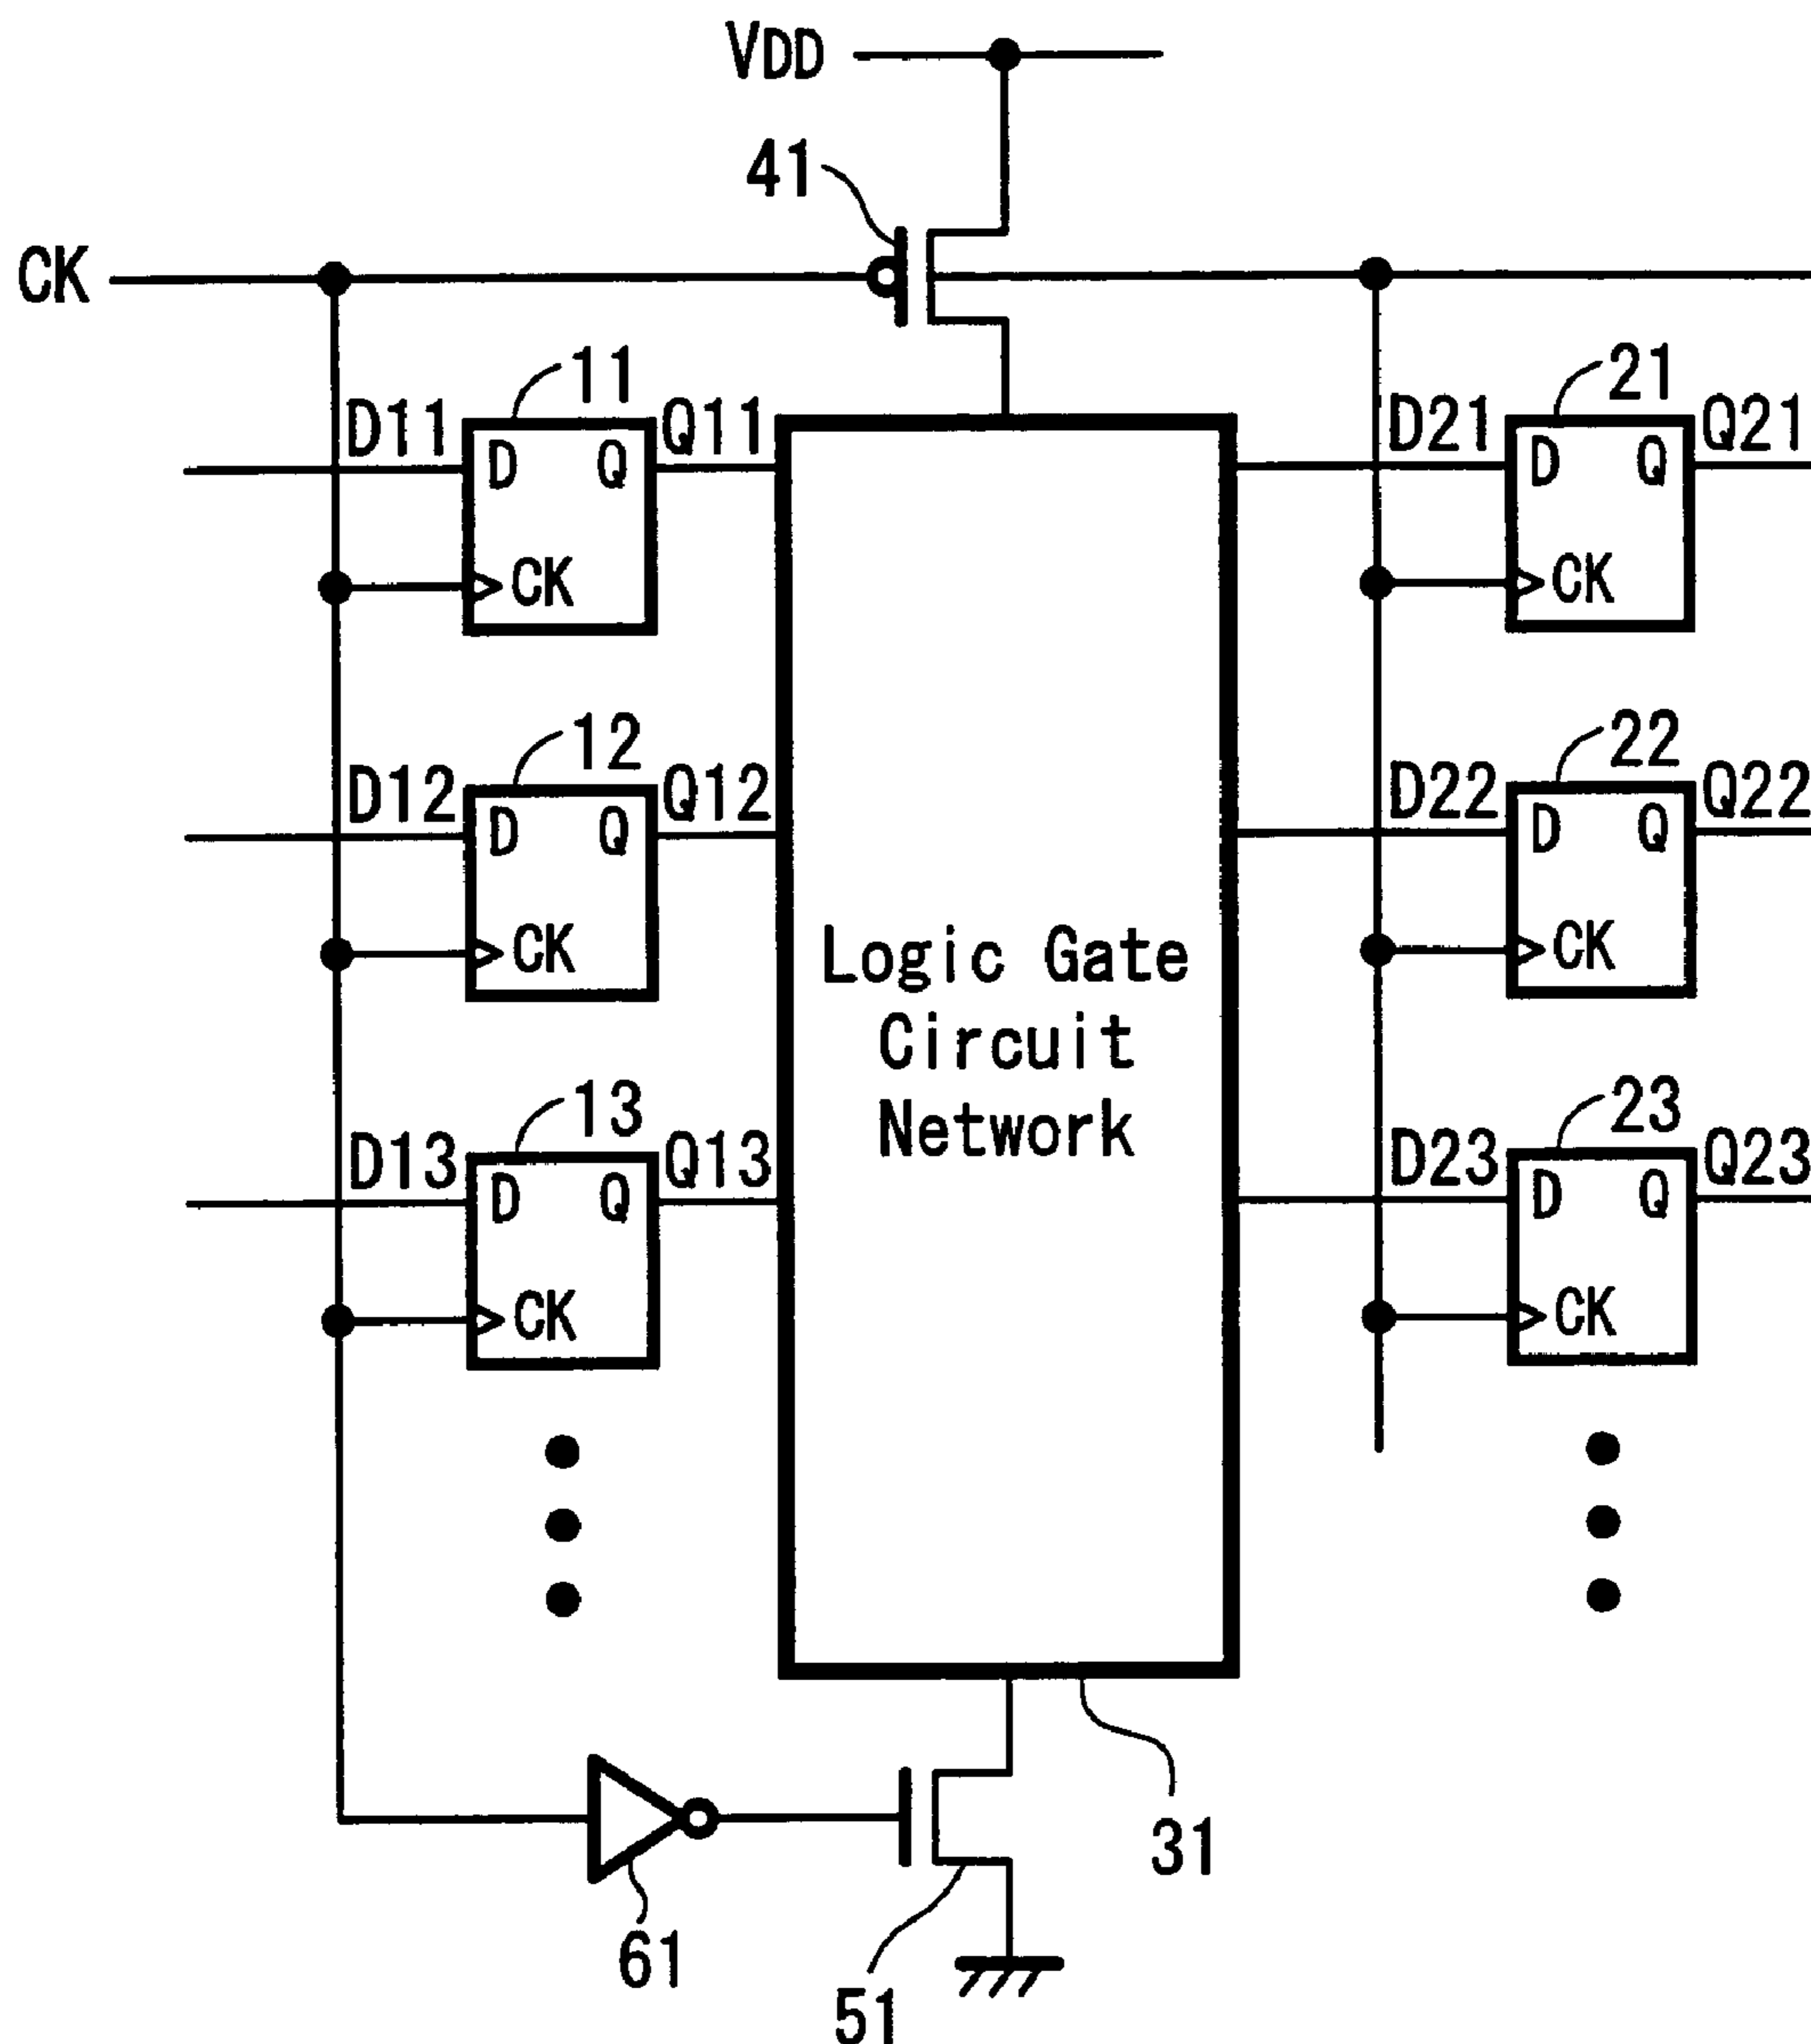 VDD
41
CK
11
21
D11
Q11
D21
Q21
D Q
D Q
CK
CK
12
22
D12
Q12
D22
Q22
D Q
D Q
CK
CK
Logic Gate
Circuit
Network
13
23
D13
Q13
D23
Q23
D Q
D Q
CK
CK
31
61
51